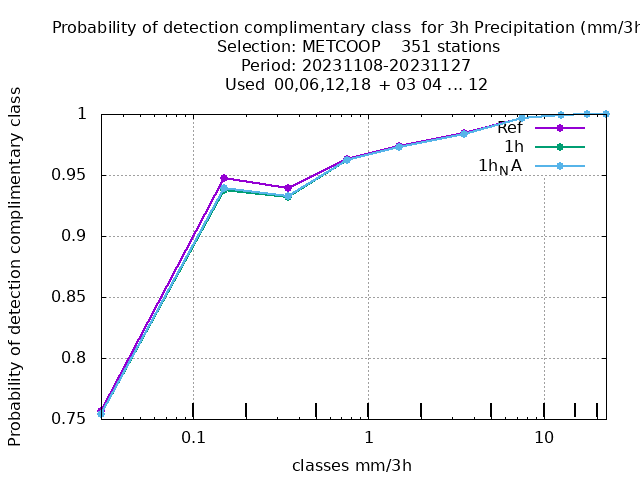 Probability of detection complimentary class for 3h Precipitation (mm/3h
Selection: METCOOP 351 stations
Period: 20231108-20231127
Used 00,06,12,18 + 03 04 ... 12
Probability of detection complimentary class
1
0.95
0.9
0.85
0.8
0.75
Ref
1h
1hNA
0.1
1
10
classes mm/3h